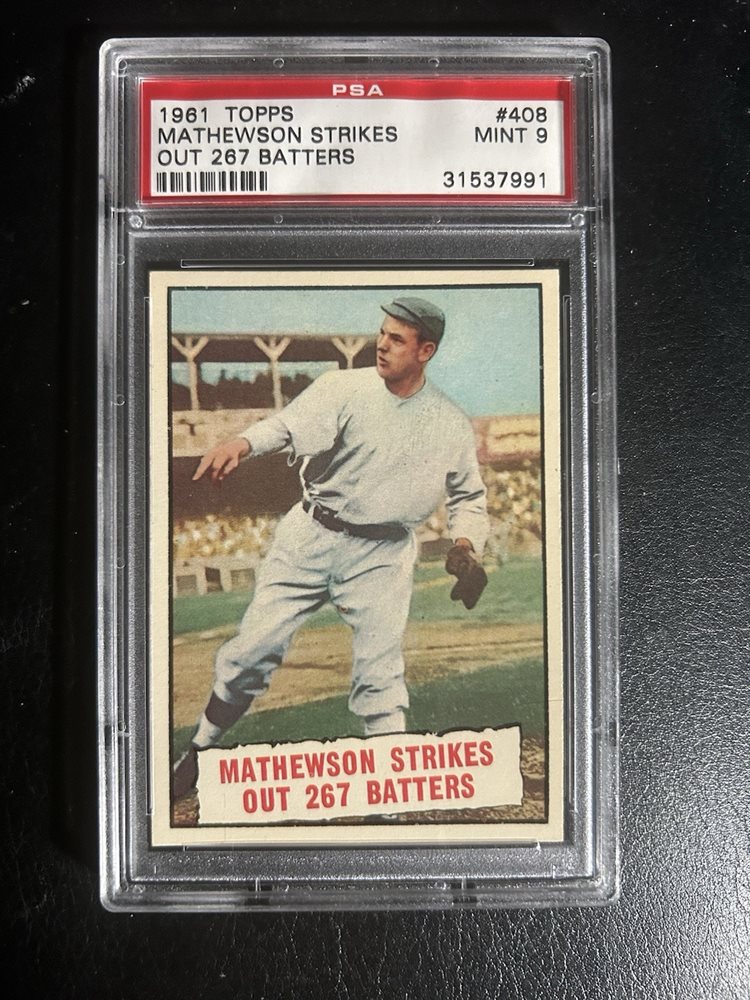 PSA
1961 TOPPS #408
MATHEWSON STRIKES MINT 9
OUT 267 BATTERS
31537991
MATHEWSON STRIKES
OUT 267 BATTERS